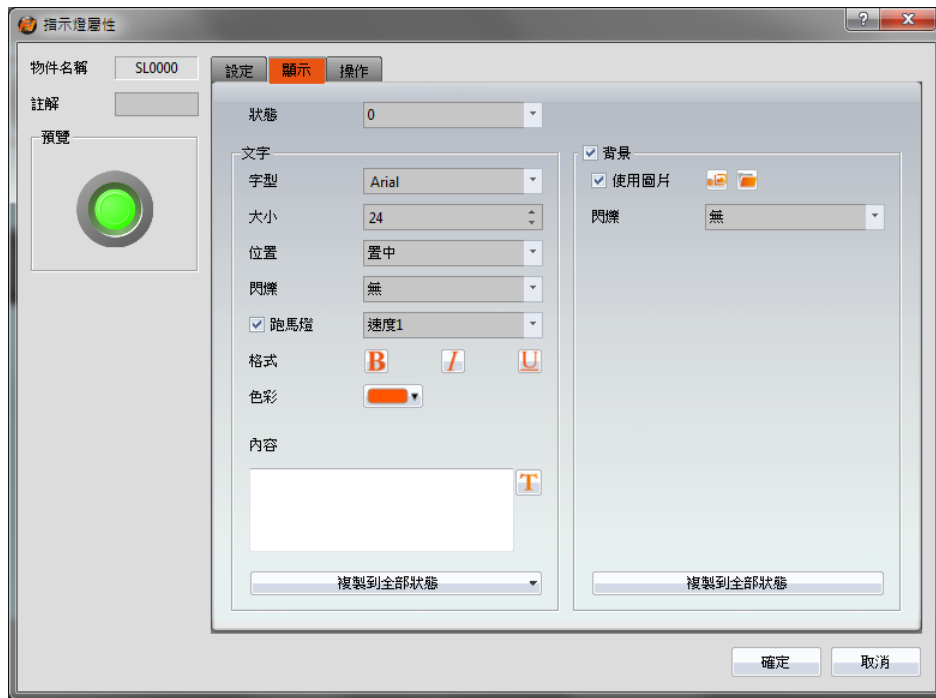 指示燈屬性
物件名稱 SL0000
註解
預覽
設定 顯示 操作
狀態 0
文字
字型 Arial
大小 24
位置 置中
閃爍 無
跑馬燈 速度1
格式 B I U
色彩
內容
T
複製到全部狀態
背景
使用圖片
閃爍 無
複製到全部狀態
確定 取消